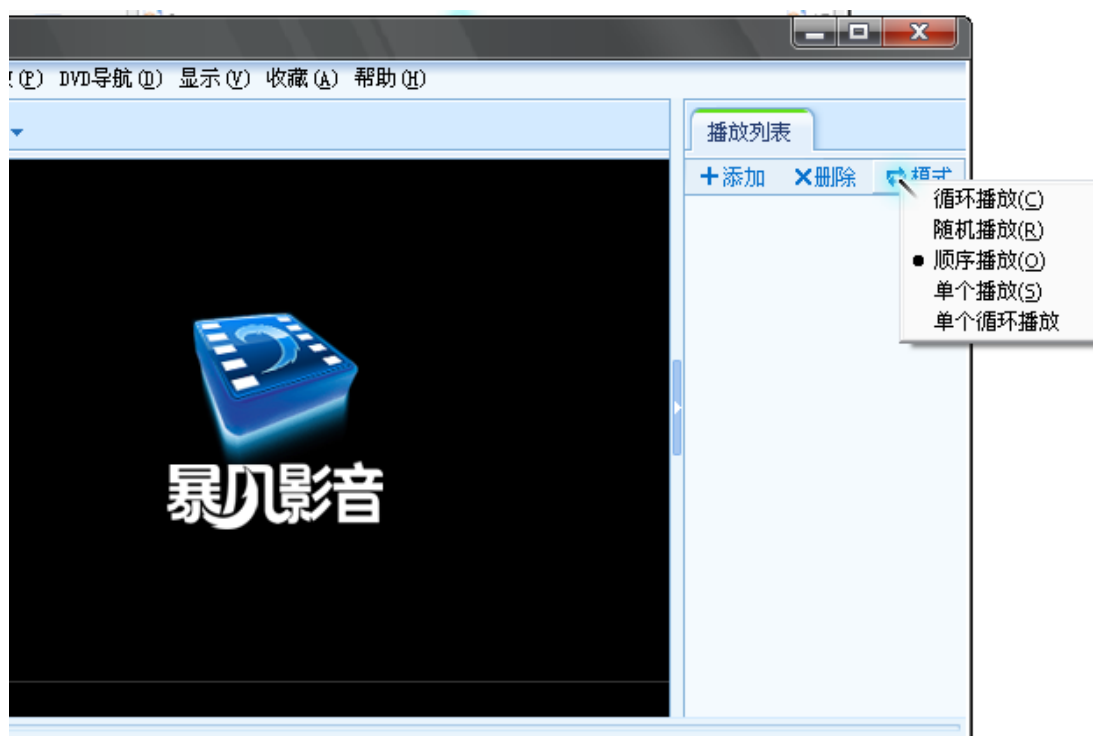 (P) DVD导航(D) 显示(V) 收藏(A) 帮助(H)
播放列表
+添加 ×删除 模式
循环播放(C)
随机播放(R)
● 顺序播放(O)
单个播放(S)
单个循环播放
暴风影音